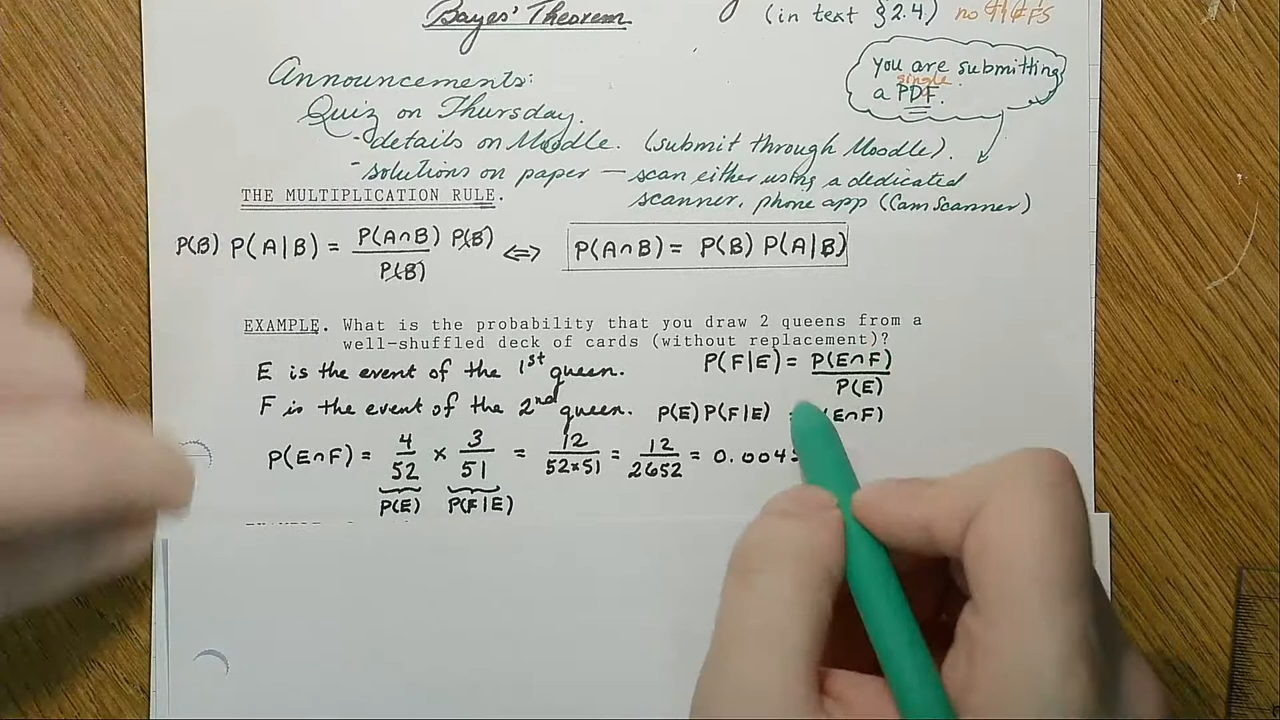 Bayes' Theorem
(in text §2.4) no
Announcements:
you are submitting
single
a PDF.
Quiz on Thursday.
- details on Moodle. (submit through Moodle).
- solutions on paper — scan either using a dedicated
scanner, phone app (CamScanner)
THE MULTIPLICATION RULE.
P(B) P(A|B) = P(A∩B) P(B) / P(B) ⇔ P(A∩B) = P(B) P(A|B)
EXAMPLE. What is the probability that you draw 2 queens from a
well-shuffled deck of cards (without replacement)?
E is the event of the 1st queen.
P(F|E) = P(E∩F) / P(E)
F is the event of the 2nd queen.
P(E)P(F|E) = (E∩F)
P(E∩F) = 4/52 × 3/51 = 12/52×51 = 12/2652 = 0.004
P(E) P(F|E)